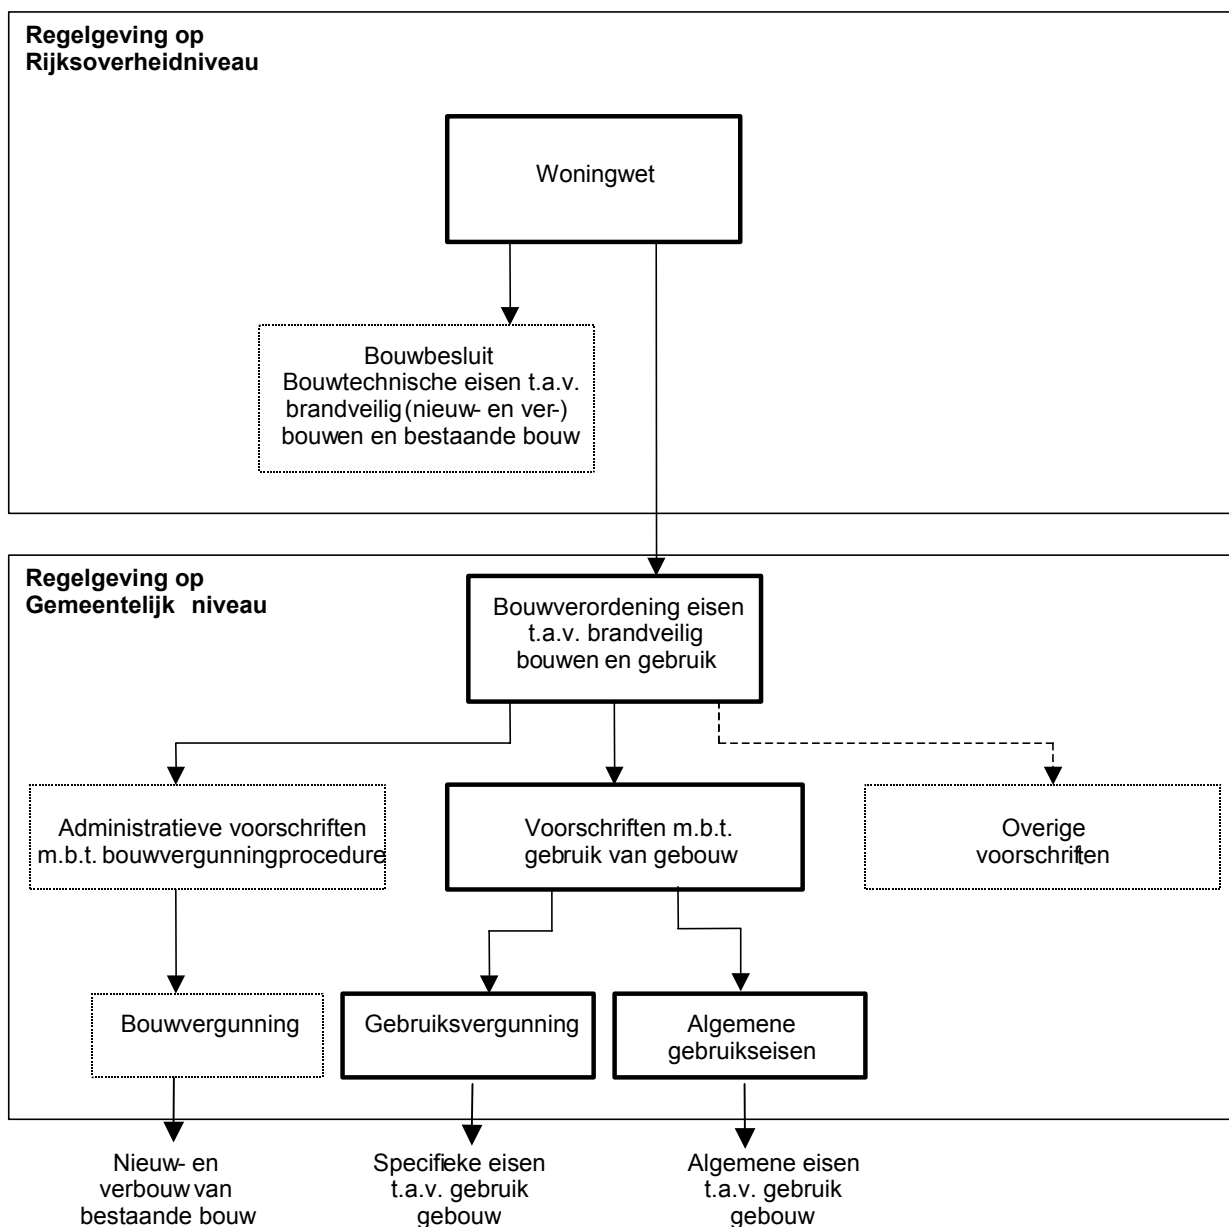 Regelgeving op
Rijksoverheidniveau
Woningwet
Bouwbesluit
Bouwtechnische eisen t.a.v.
brandveilig (nieuw- en ver-)
bouwen en bestaande bouw
Regelgeving op
Gemeentelijk niveau
Bouwverordening eisen
t.a.v. brandveilig
bouwen en gebruik
Administratieve voorschriften
m.b.t. bouwvergunningprocedure
Voorschriften m.b.t.
gebruik van gebouw
Overige
voorschriften
Bouwvergunning
Gebruiksvergunning
Algemene
gebruikseisen
Nieuw- en
verbouw van
bestaande bouw
Specifieke eisen
t.a.v. gebruik
gebouw
Algemene eisen
t.a.v. gebruik
gebouw